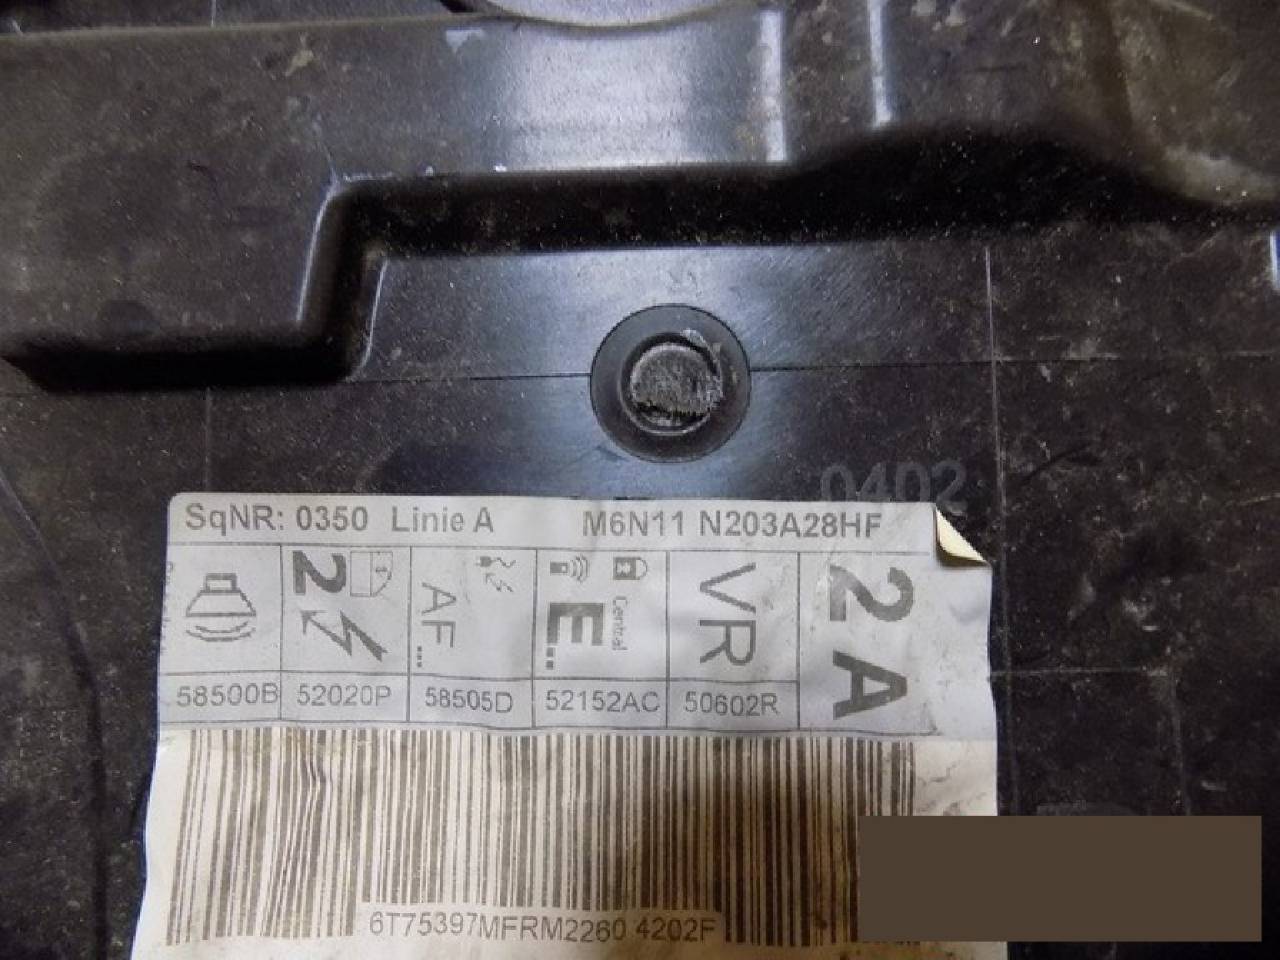 0402
SqNR: 0350 Linie A M6N11 N203A28HF
2 AF... E... Central VR 2A
58500B 52020P 58505D 52152AC 50602R
6T75397MFRM2260 4202F